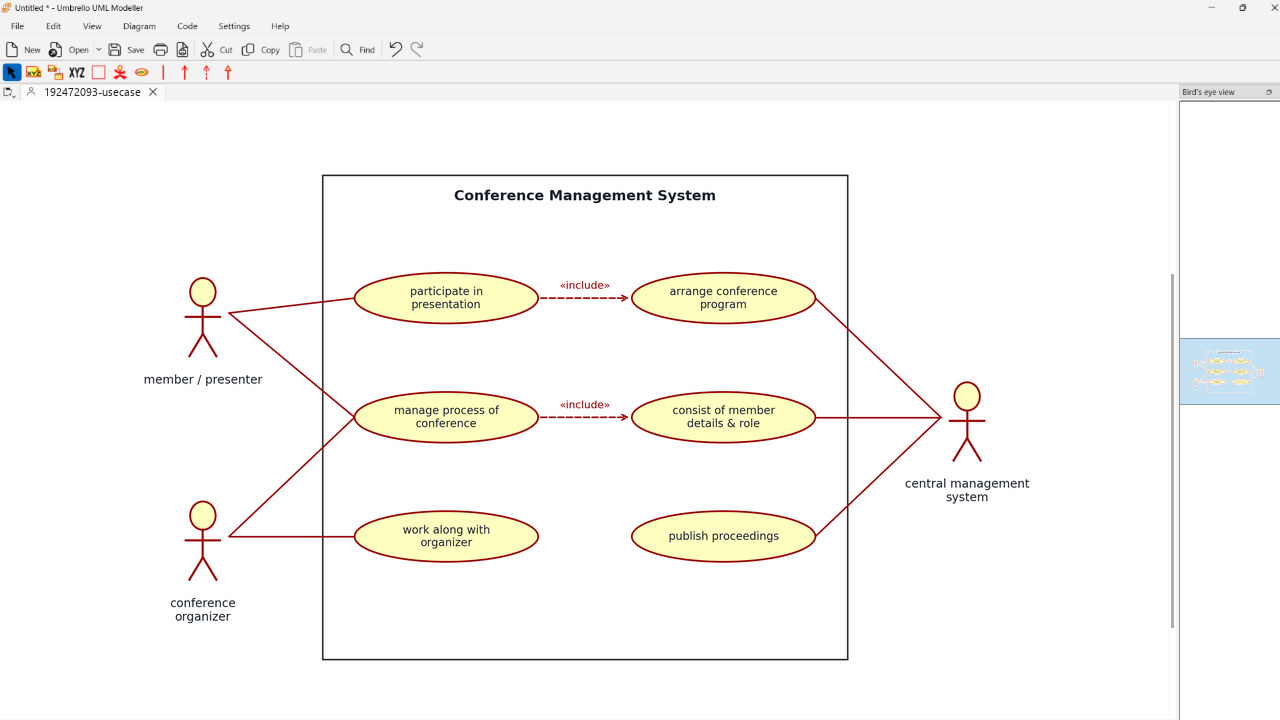 Untitled * - Umbrello UML Modeller
File Edit View Diagram Code Settings Help
New Open Save Cut Copy Paste Find
XYZ
192472093-usecase
Bird's eye view
Conference Management System
participate in
presentation
«include»
arrange conference
program
member / presenter
manage process of
conference
«include»
consist of member
details & role
central management
system
work along with
organizer
publish proceedings
conference
organizer